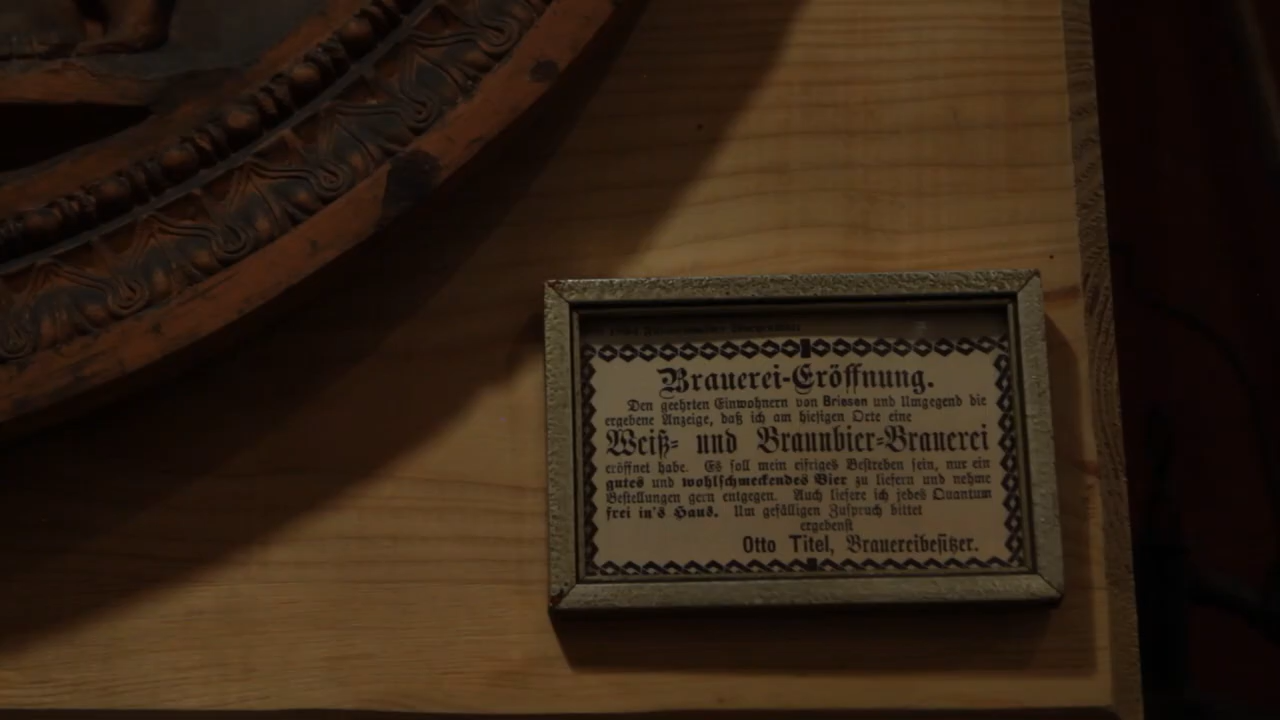 Brauerei-Eröffnung.
Den geehrten Einwohnern von Briesen und Umgegend die
ergebene Anzeige, daß ich am hiesigen Orte eine
Weiß- und Braunbier-Brauerei
eröffnet habe. Es soll mein eifriges Bestreben sein, nur ein
gutes und wohlschmeckendes Bier zu liefern und nehme
Bestellungen gern entgegen. Auch liefere ich jedes Quantum
frei in's Haus. Um gefälligen Zuspruch bittet
ergebenst
Otto Titel, Brauereibesitzer.